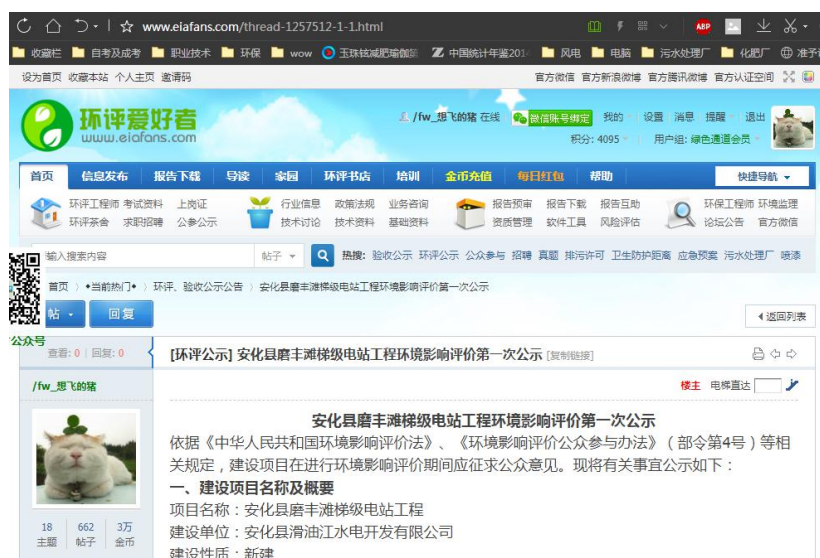 www.eiafans.com/thread-1257512-1-1.html
ABP
收藏栏 自考及成考 职业技术 环保 wow 玉珠铉减肥瑜伽 中国统计年鉴201 风电 电脑 污水处理厂 化肥厂 准予
设为首页 收藏本站 个人主页 邀请码 官方微信 官方新浪微博 官方腾讯微博 官方认证空间
环评爱好者
www.eiafans.com
/fw_想飞的猪 在线 微信账号绑定 我的 设置 消息 提醒 退出
积分: 4095 用户组: 绿色通道会员
首页 信息发布 报告下载 导读 家园 环评书店 培训 金币充值 每日红包 帮助 快捷导航
环评工程师 考试资料 上岗证 行业信息 政策法规 业务咨询 报告预审 报告下载 报告互助 环保工程师 环境监理
环评茶舍 求职招聘 公参公示 技术讨论 技术资料 基础资料 资质管理 软件工具 风险评估 论坛公告 官方微信
输入搜索内容 帖子 热搜: 验收公示 环评公示 公众参与 招聘 真题 排污许可 卫生防护距离 应急预案 污水处理厂 喷漆
首页 〉 •当前热门• 〉 环评、验收公示公告 〉 安化县磨丰滩梯级电站工程环境影响评价第一次公示
帖 回复 返回列表
公众号
查看: 0 | 回复: 0 [环评公示] 安化县磨丰滩梯级电站工程环境影响评价第一次公示 [复制链接]
/fw_想飞的猪 楼主 电梯直达
安化县磨丰滩梯级电站工程环境影响评价第一次公示
依据《中华人民共和国环境影响评价法》、《环境影响评价公众参与办法》（部令第4号）等相
关规定，建设项目在进行环境影响评价期间应征求公众意见。现将有关事宜公示如下：
一、建设项目名称及概要
项目名称：安化县磨丰滩梯级电站工程
18 662 3万
主题 帖子 金币
建设单位：安化县滑油江水电开发有限公司
建设性质：新建